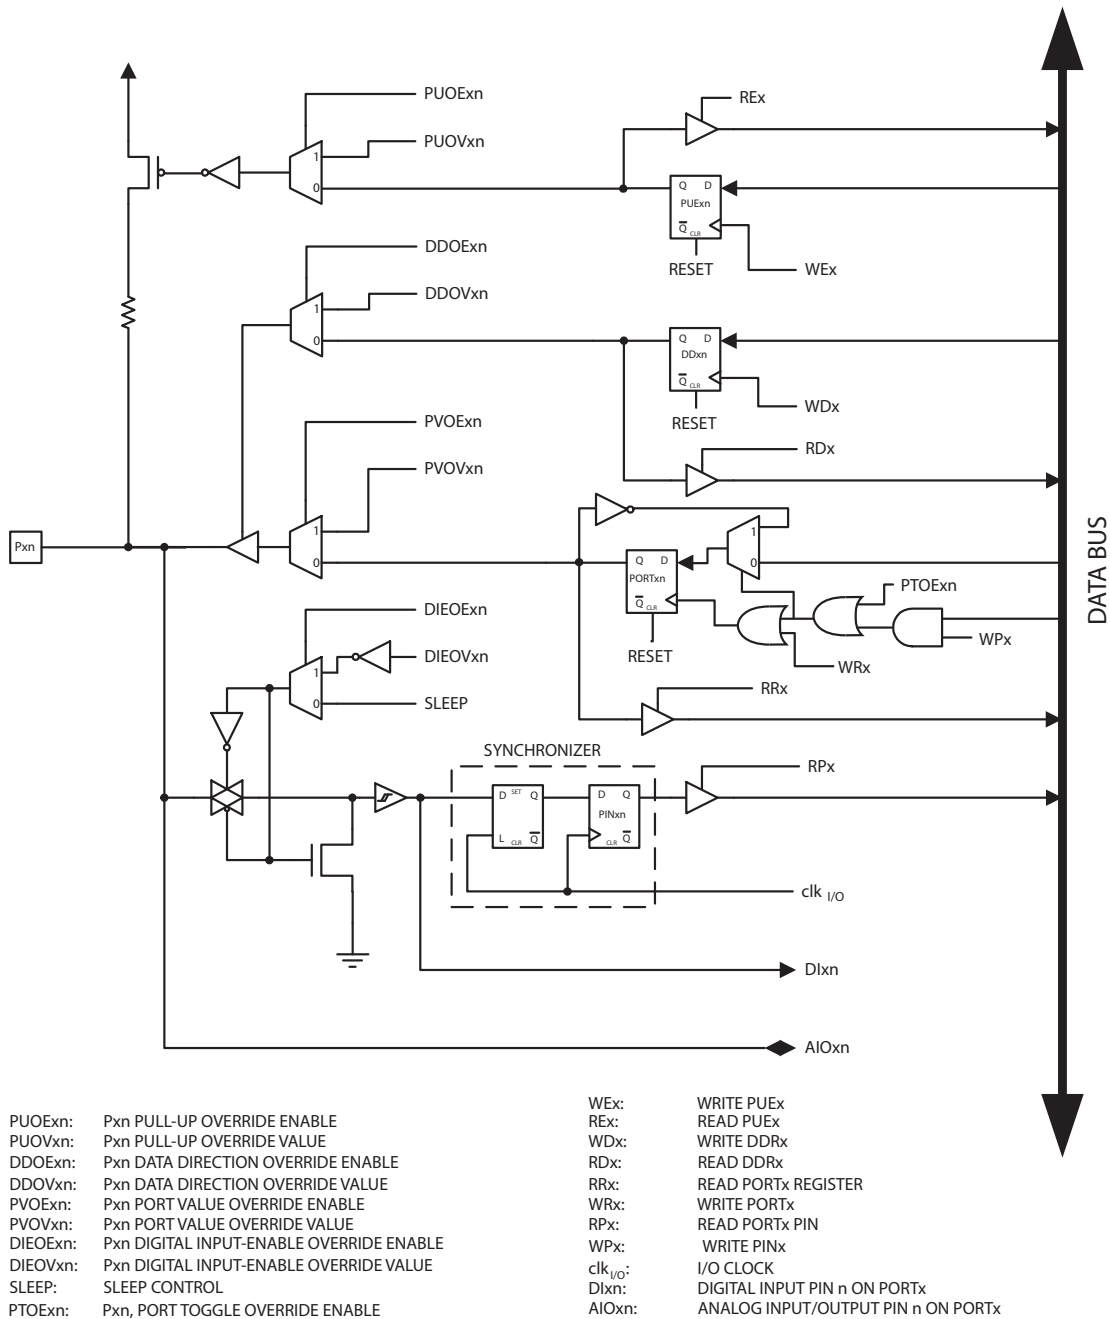 PUOExn
REx
PUOVxn
1
0
Q D
PUExn
Q CLR
RESET
WEx
DDOExn
DDOVxn
1
0
Q D
DDxn
Q CLR
RESET
WDx
PVOExn
RDx
PVOVxn
1
0
Pxn
1
0
Q D
PORTxn
Q CLR
RESET
PTOExn
WPx
WRx
DATA BUS
DIEOExn
DIEOVxn
1
0
SLEEP
RRx
SYNCHRONIZER
RPx
D SET Q
L CLR Q
D Q
PINxn
CLR Q
clk I/O
DIxn
AIOxn
PUOExn: Pxn PULL-UP OVERRIDE ENABLE
PUOVxn: Pxn PULL-UP OVERRIDE VALUE
DDOExn: Pxn DATA DIRECTION OVERRIDE ENABLE
DDOVxn: Pxn DATA DIRECTION OVERRIDE VALUE
PVOExn: Pxn PORT VALUE OVERRIDE ENABLE
PVOVxn: Pxn PORT VALUE OVERRIDE VALUE
DIEOExn: Pxn DIGITAL INPUT-ENABLE OVERRIDE ENABLE
DIEOVxn: Pxn DIGITAL INPUT-ENABLE OVERRIDE VALUE
SLEEP: SLEEP CONTROL
PTOExn: Pxn, PORT TOGGLE OVERRIDE ENABLE
WEx: WRITE PUEx
REx: READ PUEx
WDx: WRITE DDRx
RDx: READ DDRx
RRx: READ PORTx REGISTER
WRx: WRITE PORTx
RPx: READ PORTx PIN
WPx: WRITE PINx
clk I/O: I/O CLOCK
DIxn: DIGITAL INPUT PIN n ON PORTx
AIOxn: ANALOG INPUT/OUTPUT PIN n ON PORTx